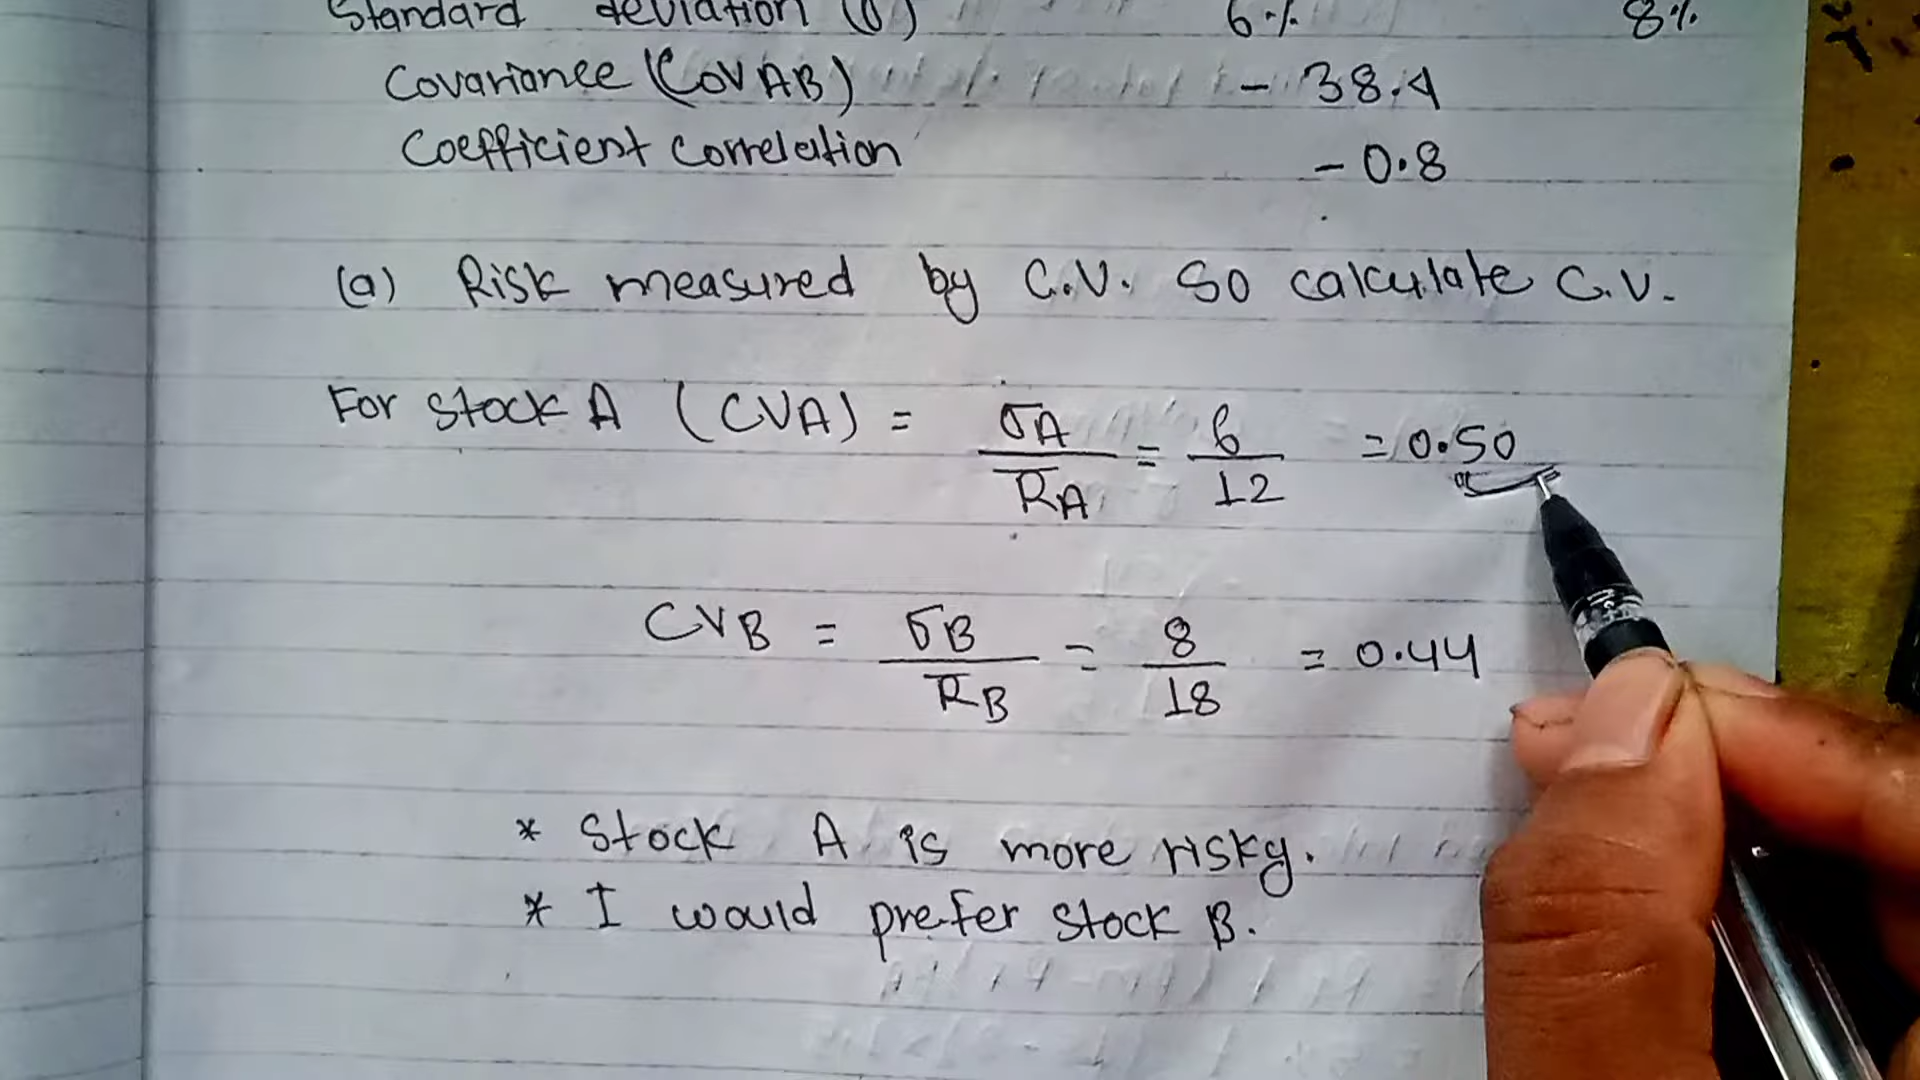 Standard deviation (σ) 6% 8%
Covariance (COV AB) - 38.4
Coefficient Correlation - 0.8
(a) Risk measured by C.V. So calculate C.V.
For stock A (CVA) = σA / R̅A = 6 / 12 = 0.50
CVB = σB / R̅B = 8 / 18 = 0.44
* Stock A is more risky.
* I would prefer stock B.